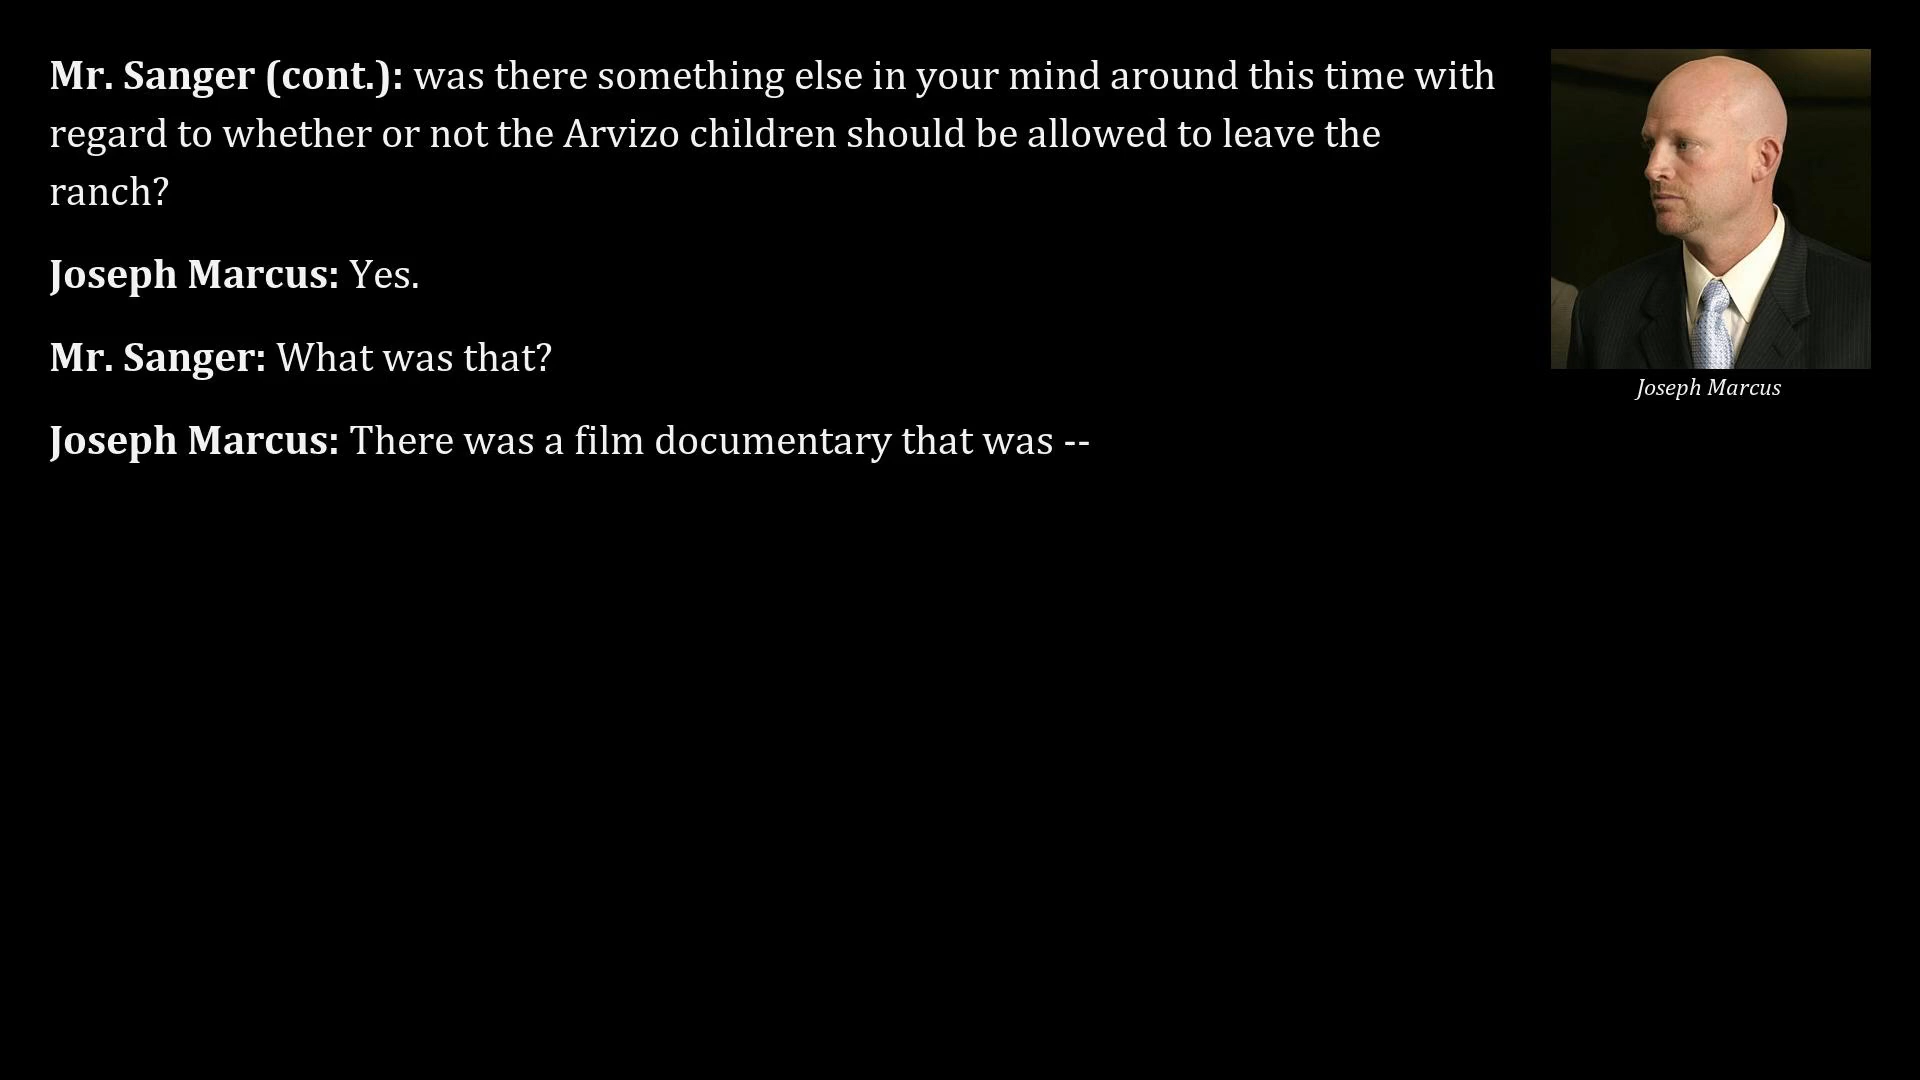 Mr. Sanger (cont.): was there something else in your mind around this time with
regard to whether or not the Arvizo children should be allowed to leave the
ranch?
Joseph Marcus: Yes.
Mr. Sanger: What was that?
Joseph Marcus: There was a film documentary that was --
Joseph Marcus